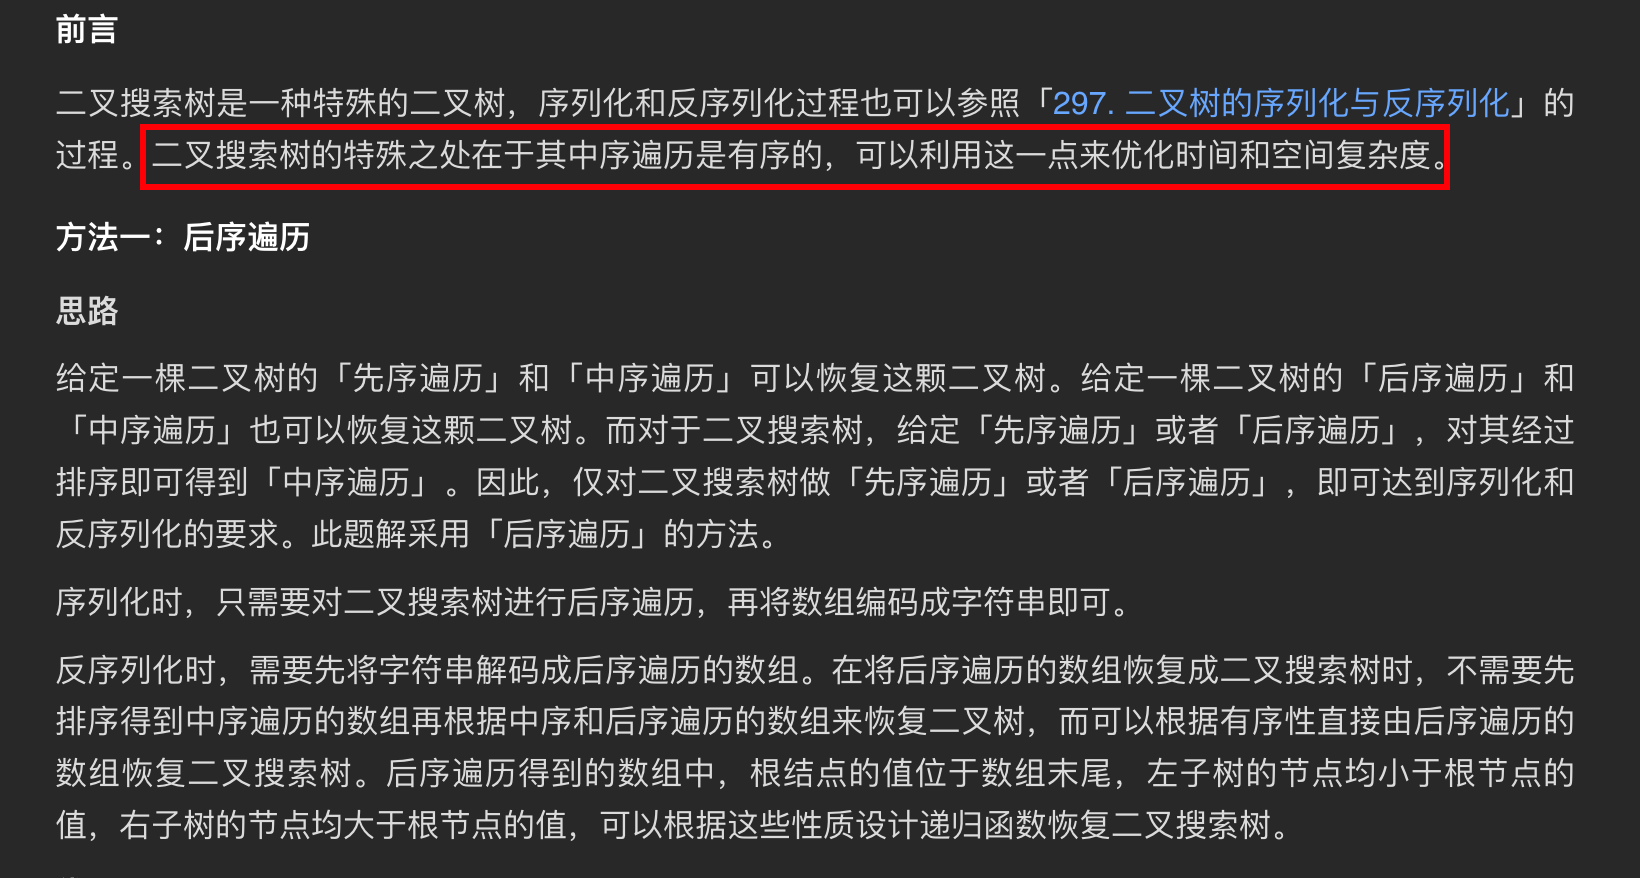 前言
二叉搜索树是一种特殊的二叉树，序列化和反序列化过程也可以参照「297. 二叉树的序列化与反序列化」的
过程。二叉搜索树的特殊之处在于其中序遍历是有序的，可以利用这一点来优化时间和空间复杂度。
方法一：后序遍历
思路
给定一棵二叉树的「先序遍历」和「中序遍历」可以恢复这颗二叉树。给定一棵二叉树的「后序遍历」和
「中序遍历」也可以恢复这颗二叉树。而对于二叉搜索树，给定「先序遍历」或者「后序遍历」，对其经过
排序即可得到「中序遍历」。因此，仅对二叉搜索树做「先序遍历」或者「后序遍历」，即可达到序列化和
反序列化的要求。此题解采用「后序遍历」的方法。
序列化时，只需要对二叉搜索树进行后序遍历，再将数组编码成字符串即可。
反序列化时，需要先将字符串解码成后序遍历的数组。在将后序遍历的数组恢复成二叉搜索树时，不需要先
排序得到中序遍历的数组再根据中序和后序遍历的数组来恢复二叉树，而可以根据有序性直接由后序遍历的
数组恢复二叉搜索树。后序遍历得到的数组中，根结点的值位于数组末尾，左子树的节点均小于根节点的
值，右子树的节点均大于根节点的值，可以根据这些性质设计递归函数恢复二叉搜索树。